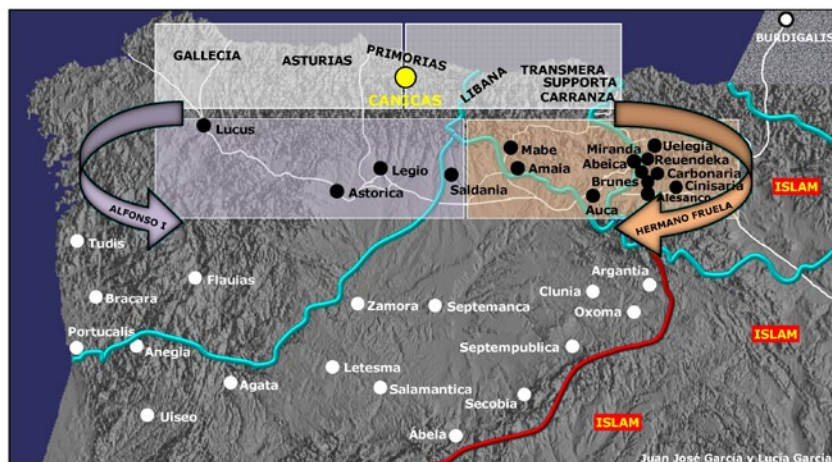 BURDIGALIS
GALLECIA
ASTURIAS
PRIMORIAS
LIBANA
TRANSMERA
SUPPORTA
CARRANZA
CANICAS
Lucus
Mabe
Miranda
Uelegia
Abeica
Reuendeka
Legio
Amaia
Carbonaria
Astorica
Saldania
Brunes
Cinisaria
ISLAM
Auca
Alesanco
ALFONSO I
HERMANO FRUELA
Tudis
Flauias
Argantia
Bracara
Zamora
Septemanca
Clunia
Oxoma
Portucalis
Anegia
Septempublica
ISLAM
Letesma
Agata
Salamantica
Secobia
Uiseo
ISLAM
Ábela
Juan José García y Lucía García